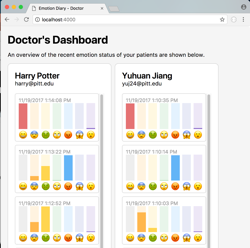 Emotion Diary - Doctor
localhost:4000
Doctor's Dashboard
An overview of the recent emotion status of your patients are shown below.
Harry Potter
harry@pitt.edu
11/19/2017 1:14:09 PM
11/19/2017 1:13:22 PM
11/19/2017 1:12:52 PM
Yuhuan Jiang
yuj24@pitt.edu
11/19/2017 1:10:35 PM
11/19/2017 1:10:14 PM
11/19/2017 1:10:03 PM